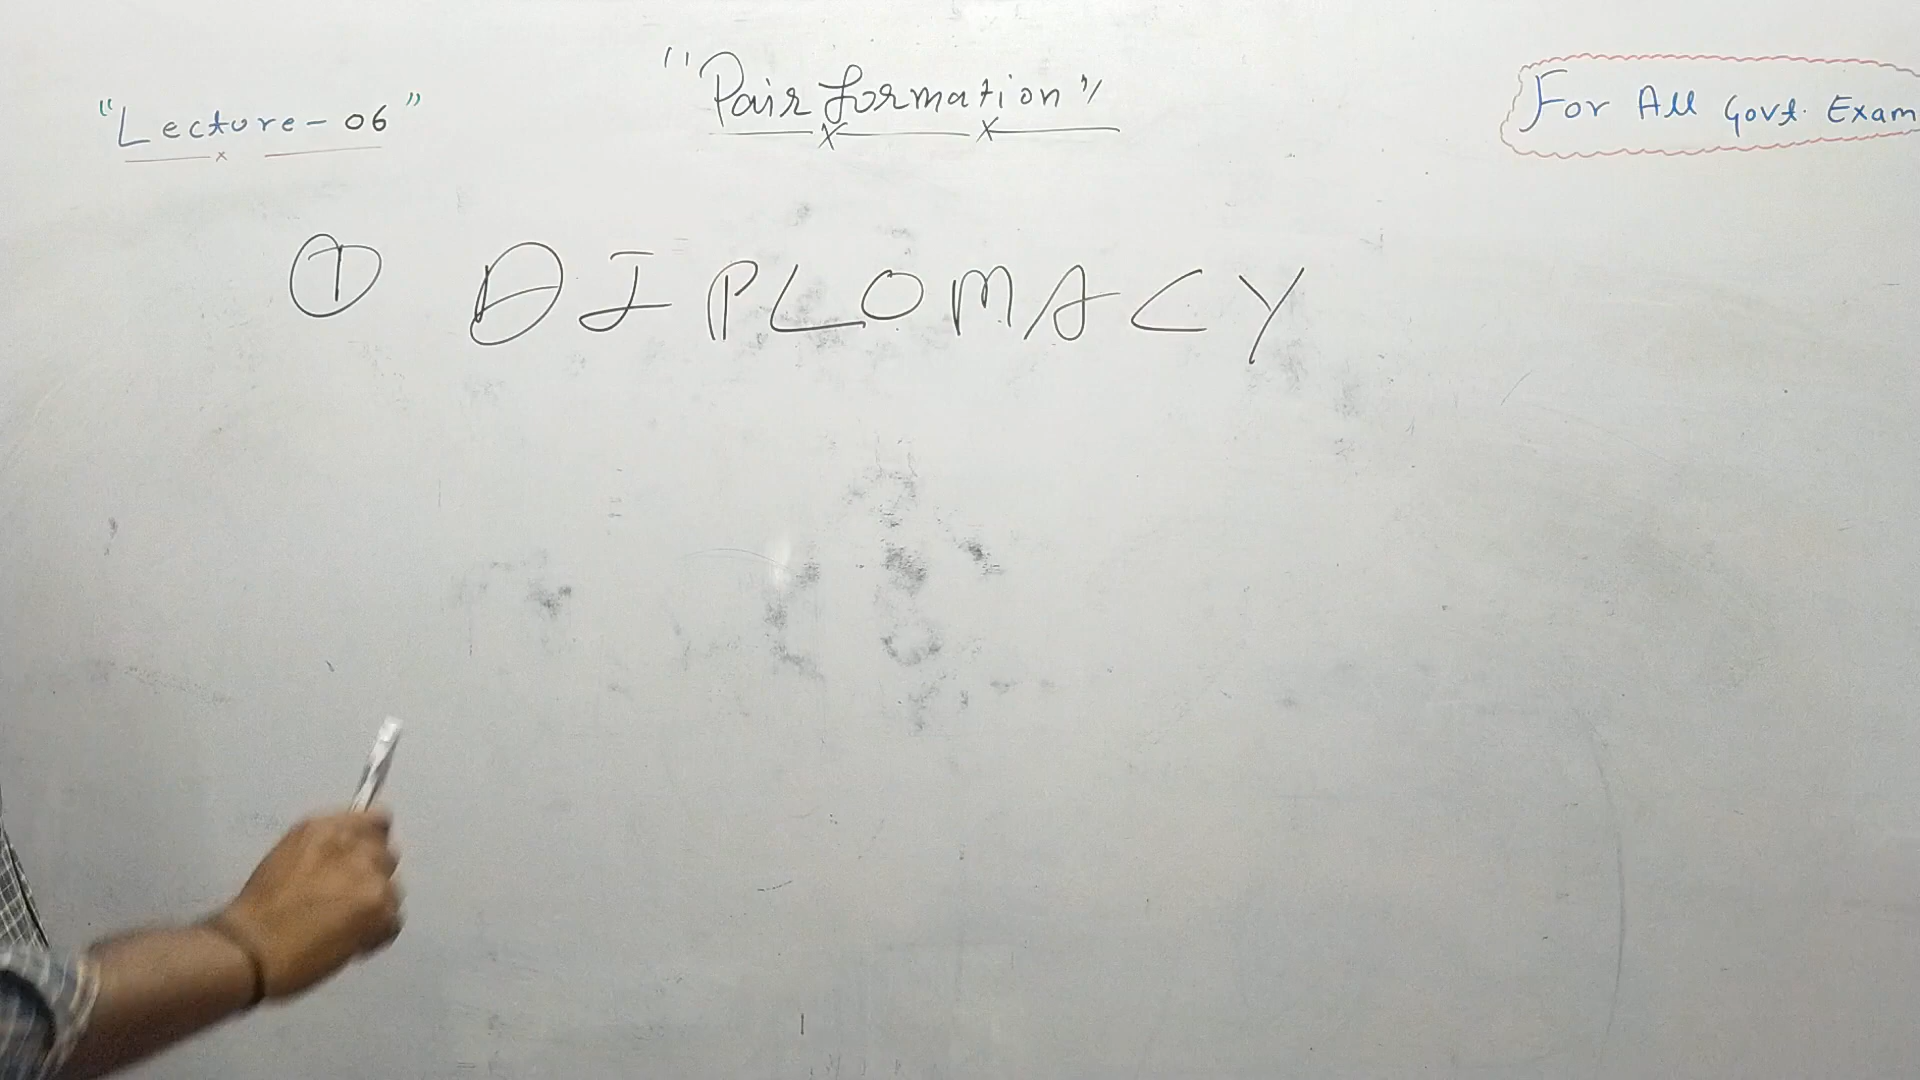 "Lecture-06"
"Pair formation"
For All Govt. Exam
① DIPLOMACY